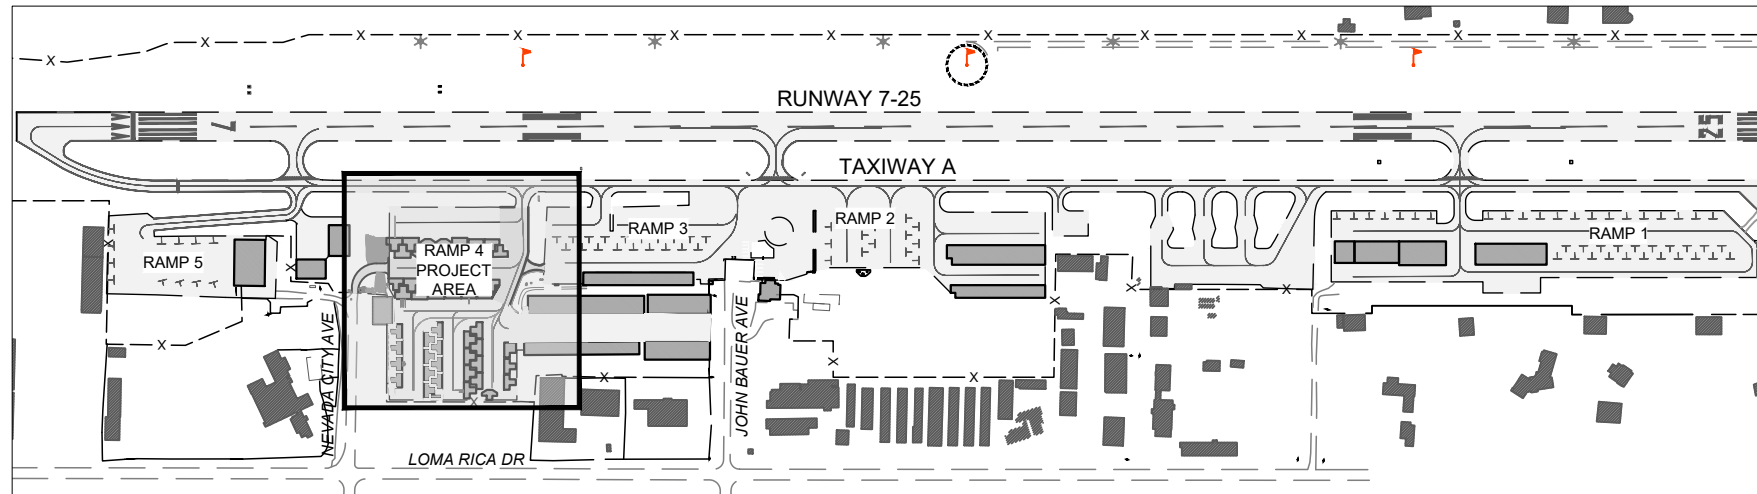 RUNWAY 7-25
7
25
TAXIWAY A
RAMP 5
RAMP 4
PROJECT
AREA
RAMP 3
RAMP 2
RAMP 1
NEVADA CITY AVE
JOHN BAUER AVE
LOMA RICA DR